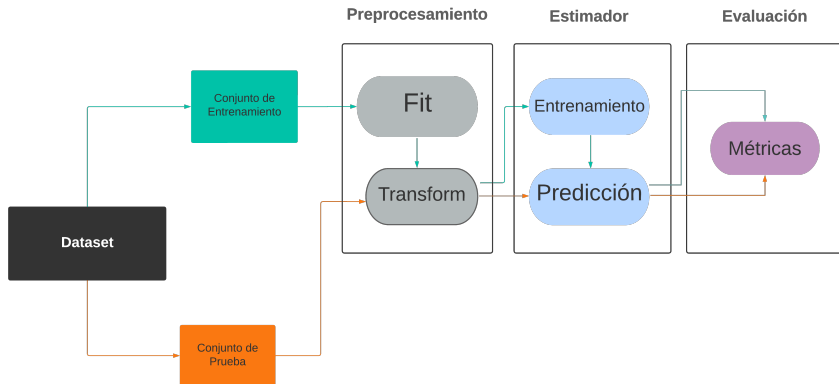 Preprocesamiento
Estimador
Evaluación
Conjunto de
Entrenamiento
Fit
Entrenamiento
Métricas
Transform
Predicción
Dataset
Conjunto de
Prueba